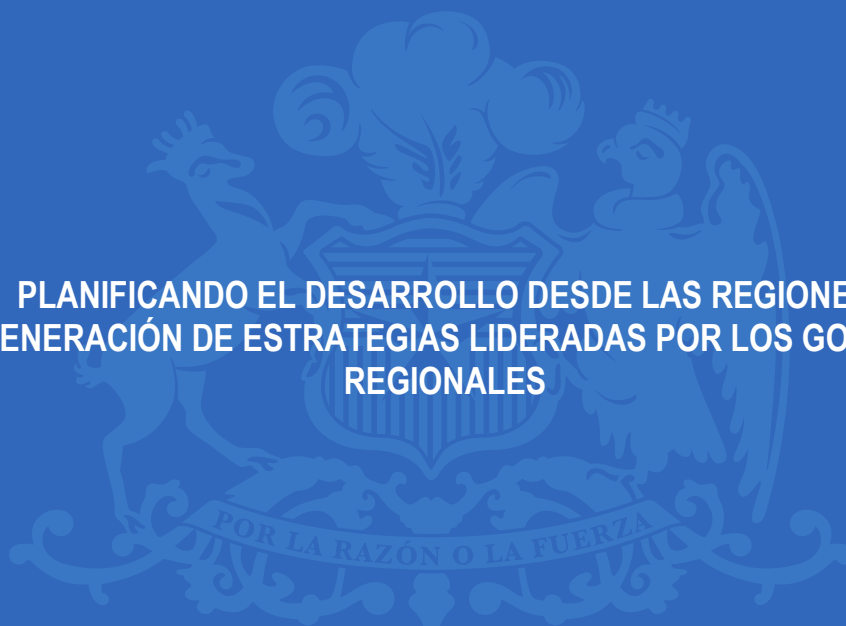 PLANIFICANDO EL DESARROLLO DESDE LAS REGIONE
ENERACIÓN DE ESTRATEGIAS LIDERADAS POR LOS GO
REGIONALES
POR LA RAZÓN O LA FUERZA